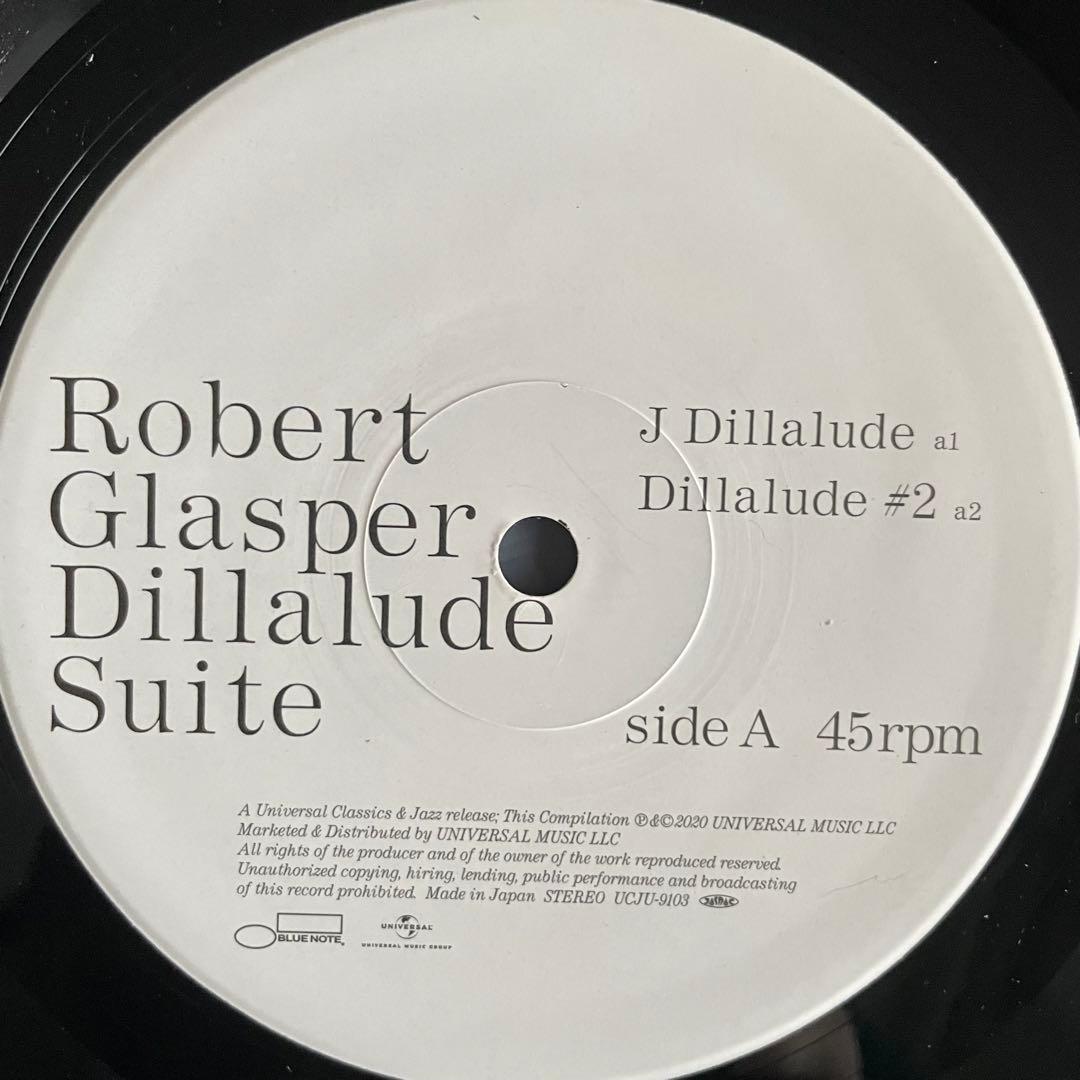 Robert
Glasper
Dillalude
Suite
J Dillalude a1
Dillalude #2 a2
side A 45rpm
A Universal Classics & Jazz release; This Compilation ℗&©2020 UNIVERSAL MUSIC LLC
Marketed & Distributed by UNIVERSAL MUSIC LLC
All rights of the producer and of the owner of the work reproduced reserved.
Unauthorized copying, hiring, lending, public performance and broadcasting
of this record prohibited. Made in Japan STEREO UCJU-9103 JASRAC
BLUE NOTE®
UNIVERSAL
UNIVERSAL MUSIC GROUP